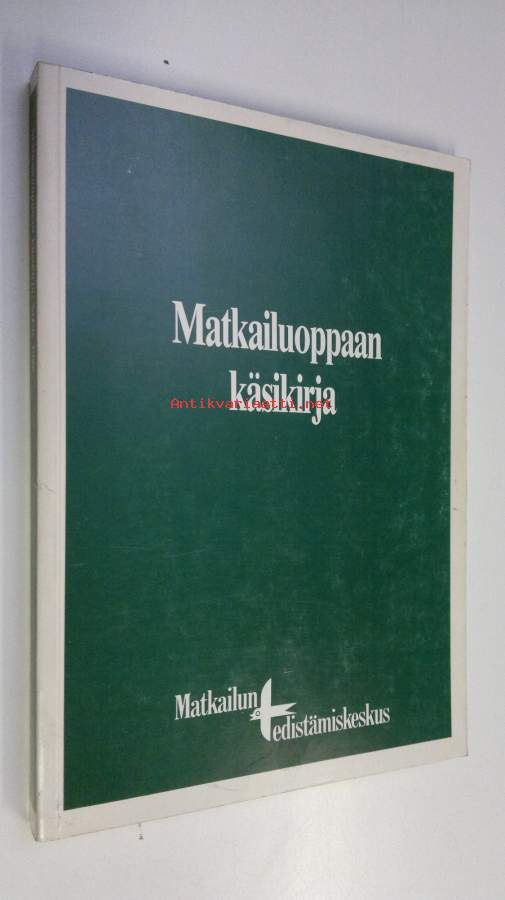 Matkailuoppaan
käsikirja
Antikvariaatti.net
Matkailun
edistämiskeskus